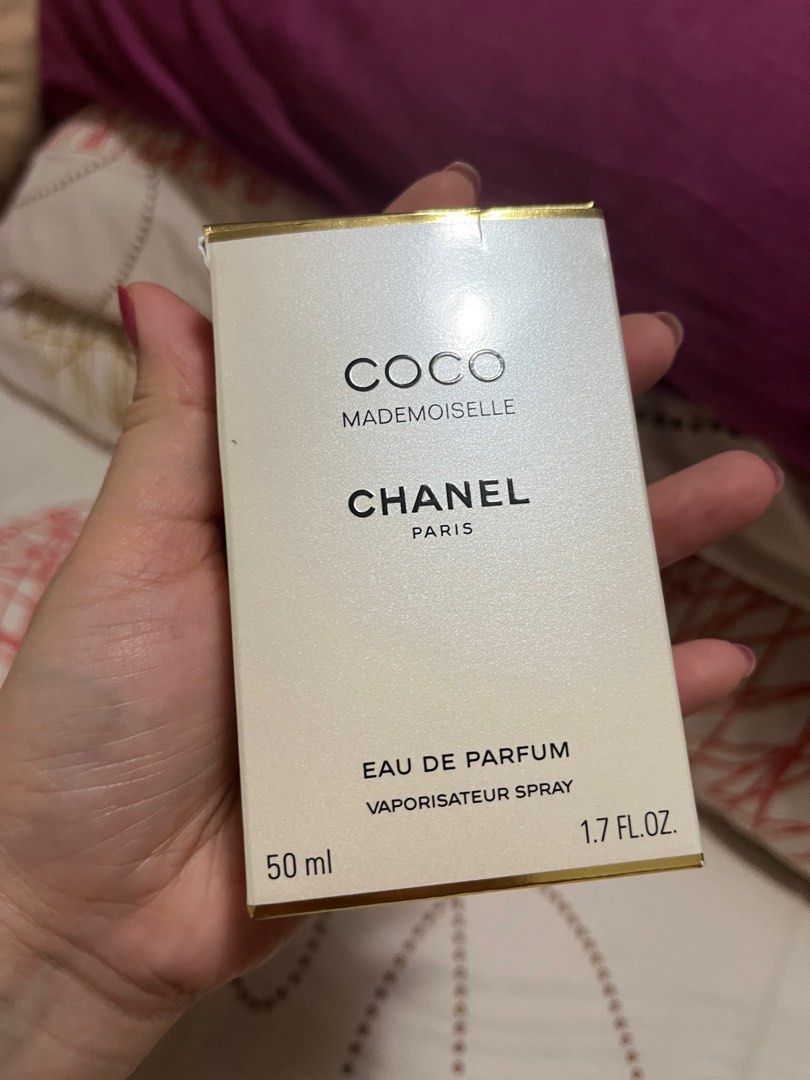 COCO
MADEMOISELLE
CHANEL
PARIS
EAU DE PARFUM
VAPORISATEUR SPRAY
50 ml
1.7 FL.OZ.